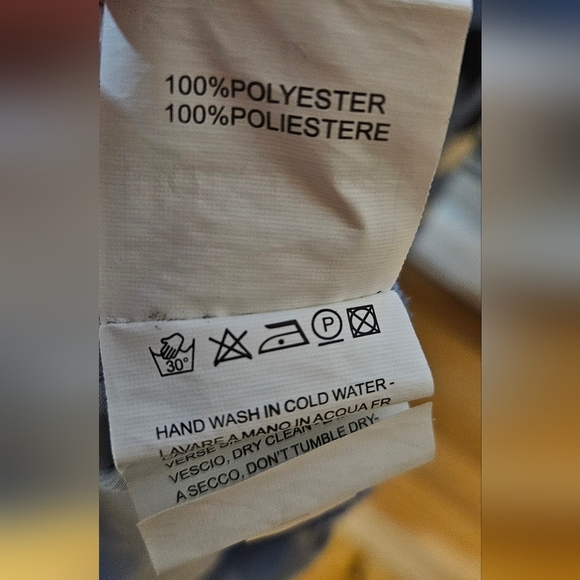 100%POLYESTER
100%POLIESTERE
30°
P
HAND WASH IN COLD WATER -
LAVARE A MANO IN ACQUA FR
VERSE
VESCIO, DRY CLEAN -
A SECCO, DON'T TUMBLE DRY-